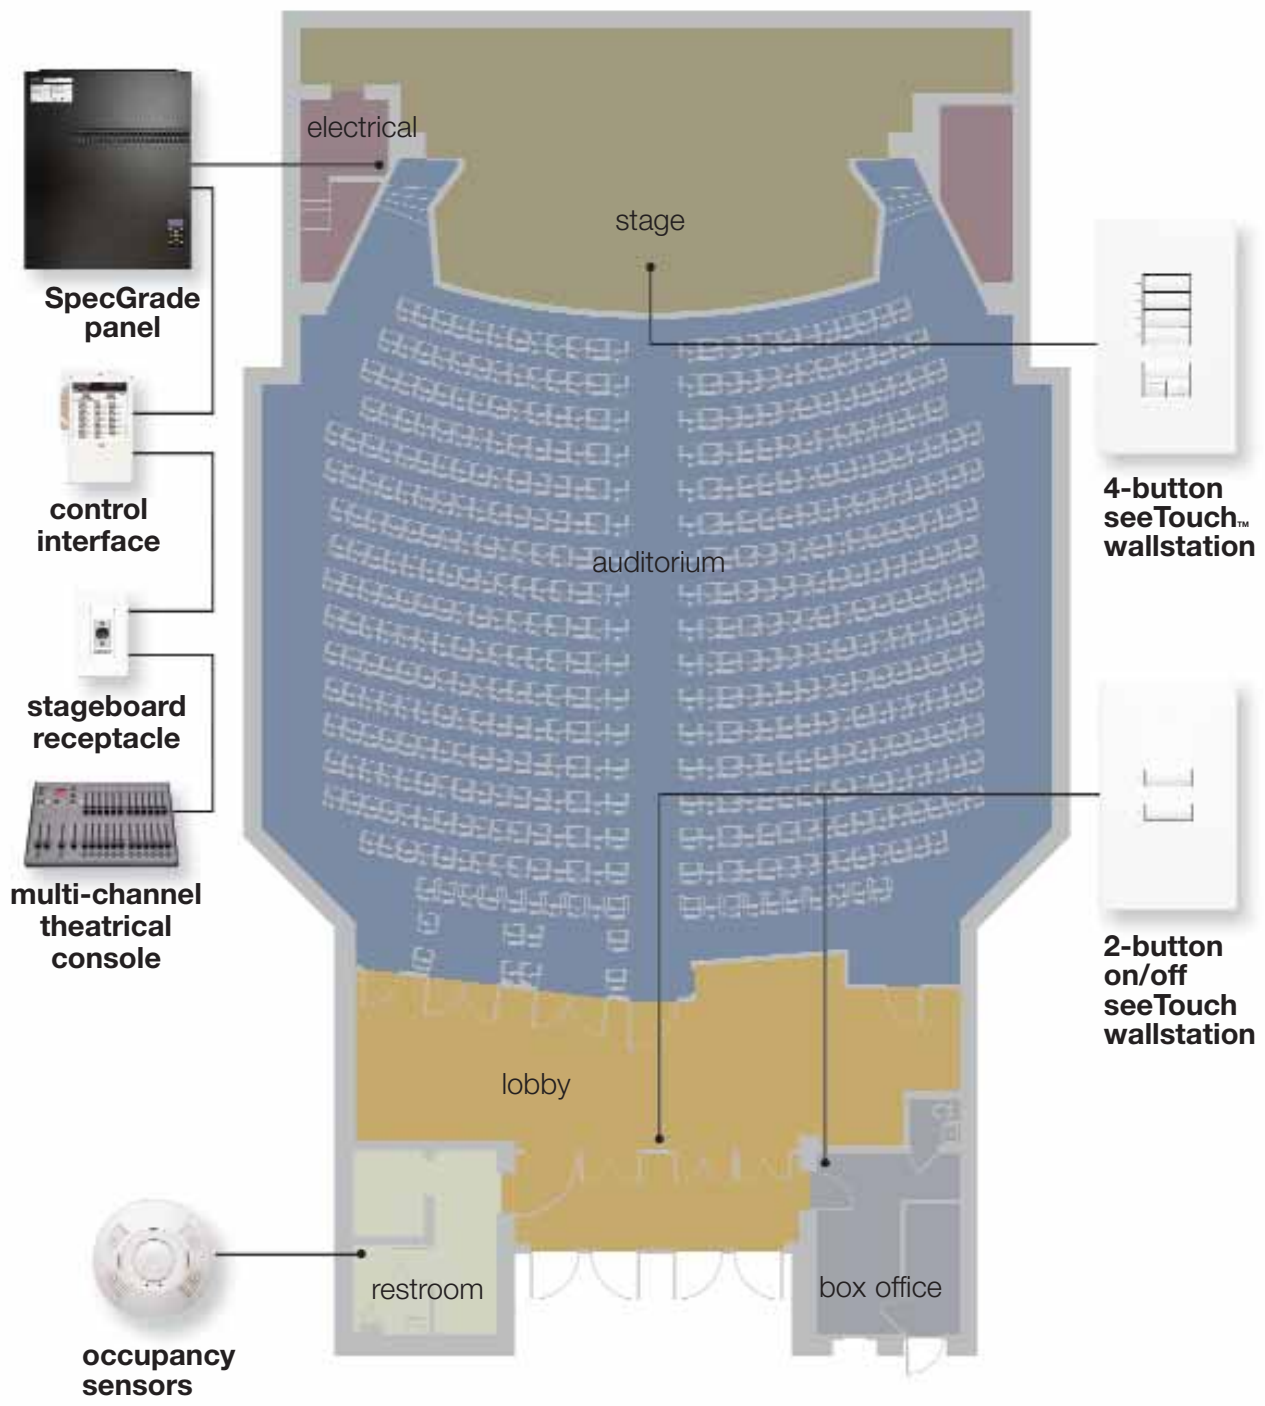 electrical
stage
SpecGrade
panel
control
interface
4-button
seeTouch™
wallstation
auditorium
stageboard
receptacle
multi-channel
theatrical
console
2-button
on/off
seeTouch
wallstation
lobby
restroom
box office
occupancy
sensors